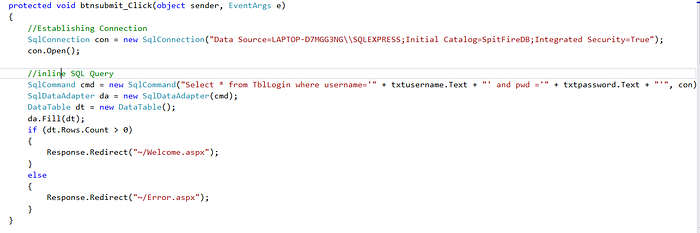 protected void btnsubmit_Click(object sender, EventArgs e)
{
//Establishing Connection
SqlConnection con = new SqlConnection("Data Source=LAPTOP-D7MGG3NG\\SQLEXPRESS;Initial Catalog=SpitFireDB;Integrated Security=True");
con.Open();
//inline SQL Query
SqlCommand cmd = new SqlCommand("Select * from TblLogin where username='" + txtusername.Text + "' and pwd ='" + txtpassword.Text + "'", con)
SqlDataAdapter da = new SqlDataAdapter(cmd);
DataTable dt = new DataTable();
da.Fill(dt);
if (dt.Rows.Count > 0)
{
Response.Redirect("~/Welcome.aspx");
}
else
{
Response.Redirect("~/Error.aspx");
}
}